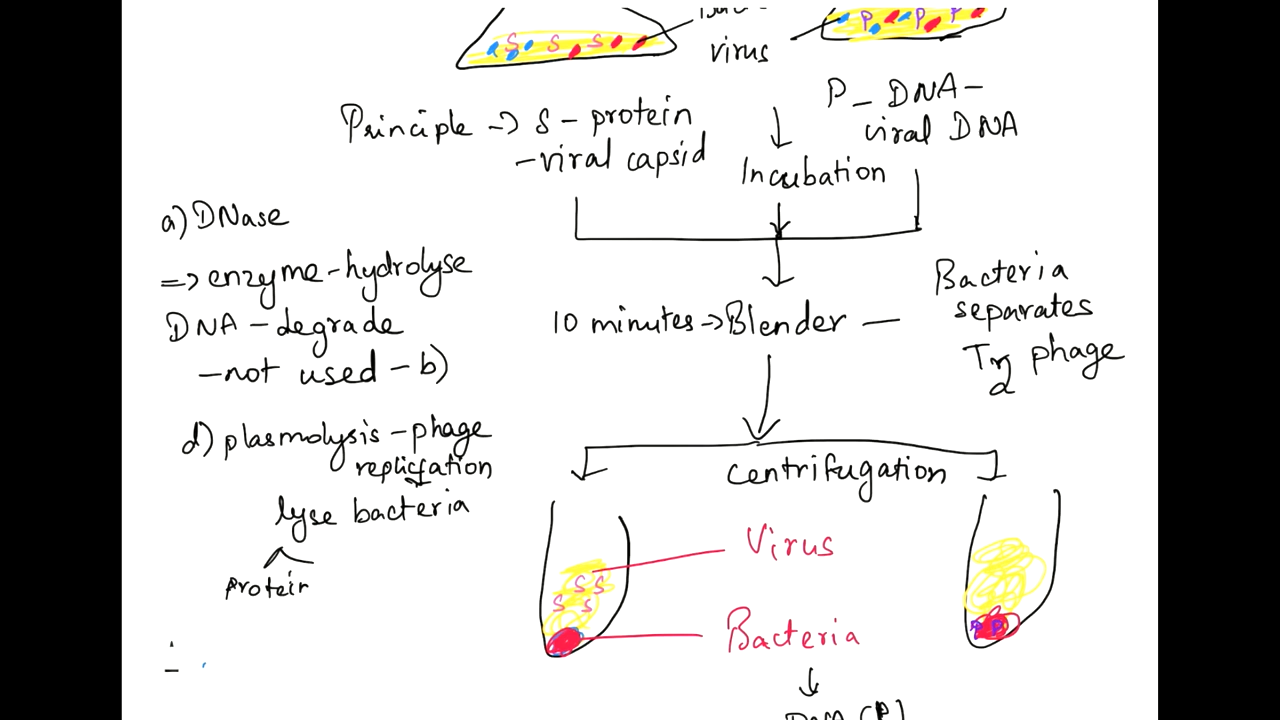 virus
S S S
P P P
Principle -> S - protein
- viral capsid
P - DNA -
viral DNA
Incubation
a) DNase
=> enzyme - hydrolyse
DNA - degrade
- not used - b)
10 minutes -> Blender -
Bacteria
separates
T2 phage
d) plasmolysis - phage
replication
lyse bacteria
protein
centrifugation
Virus
S S
S S
Bacteria
P P